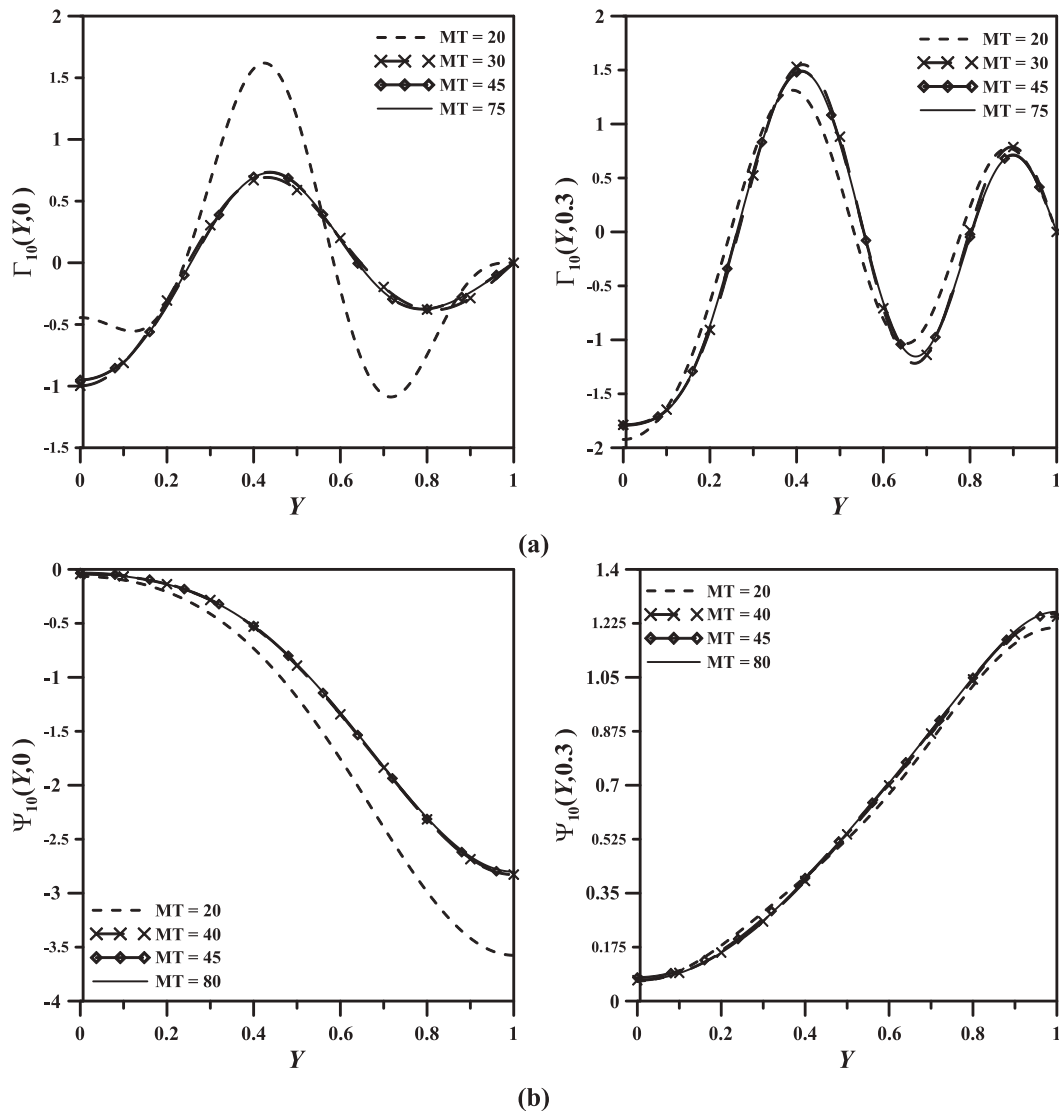 2
1.5
1
0.5
0
-0.5
-1
-1.5
Γ10(Y,0 )
MT = 20
MT = 30
MT = 45
MT = 75
0 0.2 0.4 0.6 0.8 1
Y
2
1.5
1
0.5
0
-0.5
-1
-1.5
-2
Γ10(Y,0.3 )
MT = 20
MT = 30
MT = 45
MT = 75
0 0.2 0.4 0.6 0.8 1
Y
(a)
0
-0.5
-1
-1.5
-2
-2.5
-3
-3.5
-4
Ψ10(Y,0 )
MT = 20
MT = 40
MT = 45
MT = 80
0 0.2 0.4 0.6 0.8 1
Y
1.4
1.225
1.05
0.875
0.7
0.525
0.35
0.175
0
Ψ10(Y,0.3 )
MT = 20
MT = 40
MT = 45
MT = 80
0 0.2 0.4 0.6 0.8 1
Y
(b)